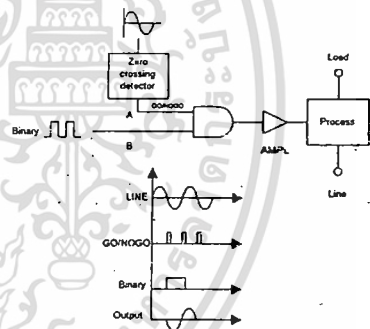 Zero
crossing
detector
Load
A
GO/NOGO
Process
Binary
B
AMPL
Line
LINE
GO/NOGO
Binary
Output